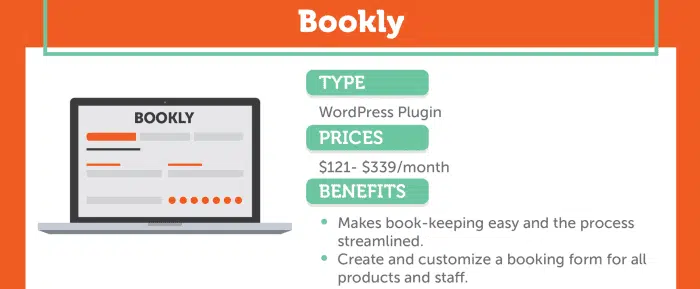 Bookly
BOOKLY
TYPE
WordPress Plugin
PRICES
$121- $339/month
BENEFITS
• Makes book-keeping easy and the process
streamlined.
• Create and customize a booking form for all
products and staff.